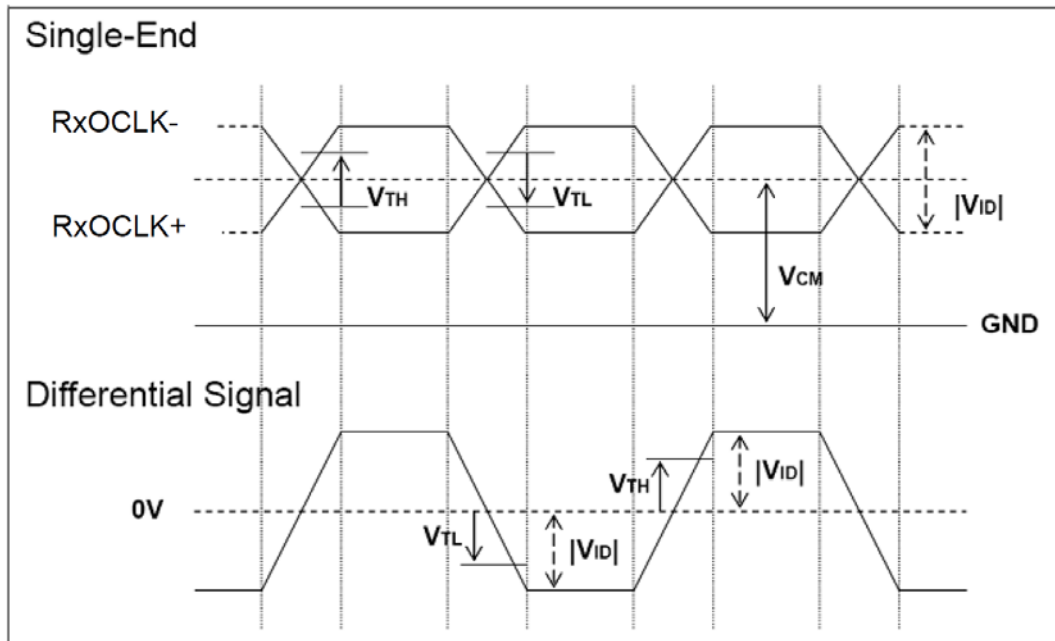 Single-End
RxOCLK-
VTH
VTL
|VID|
RxOCLK+
VCM
GND
Differential Signal
VTH
|VID|
0V
VTL
|VID|